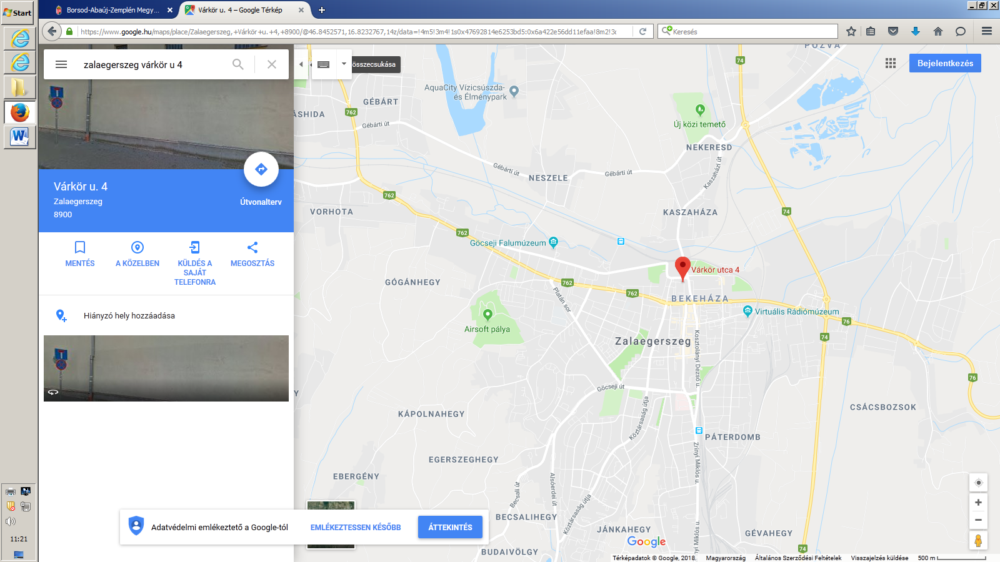 Start
Borsod-Abaúj-Zemplén Megy...
Várkör u. 4 – Google Térkép
https://www.google.hu/maps/place/Zalaegerszeg,+Várkör+u.+4,+8900/@46.8452571,16.8232767,14z/data=!4m5!3m4!1s0x47692814e6253bd5:0x6a422e56dd11efaa!8m2!3c
Keresés
zalaegerszeg várkör u 4
összecsukása
Bejelentkezés
Várkör u. 4
Zalaegerszeg
8900
Útvonalterv
MENTÉS
A KÖZELBEN
KÜLDÉS A
SAJÁT
TELEFONRA
MEGOSZTÁS
Hiányzó hely hozzáadása
Adatvédelmi emlékeztető a Google-tól
EMLÉKEZTESSEN KÉSŐBB
ÁTTEKINTÉS
11:21
PÓZVA
74
AquaCity Vízicsúszda-
és Élménypark
GÉBÁRT
ÁSHIDA
762
Gébárti út
Új közi temető
NEKERESD
Kaszaházi út
Gébárti út
NESZELE
Gébárti út
762
VORHOTA
KASZAHÁZA
74
762
Göcseji Falumúzeum
Várkör utca 4
GÓGÁNHEGY
762
Platán sor
762
BEKEHÁZA
Virtuális Rádiómúzeum
76
Airsoft pálya
Zalaegerszeg
Kosztolányi Dezső u.
74
76
Göcseji út
Y
KÁPOLNAHEGY
Köztársaság útja
CSÁCSBOZSOK
PÁTERDOMB
EGERSZEGHEGY
Zrínyi Miklós u.
EBERGÉNY
Becsali út
Alsóerdei út
BECSALIHEGY
Köztársaság útja
JÁNKAHEGY
nyi Miklós u.
GÉVAHEGY
Google
74
BUDAIVÖLGY
Térképadatok © Google, 2018.
Magyarország
Általános Szerződési Feltételek
Visszajelzés küldése
500 m